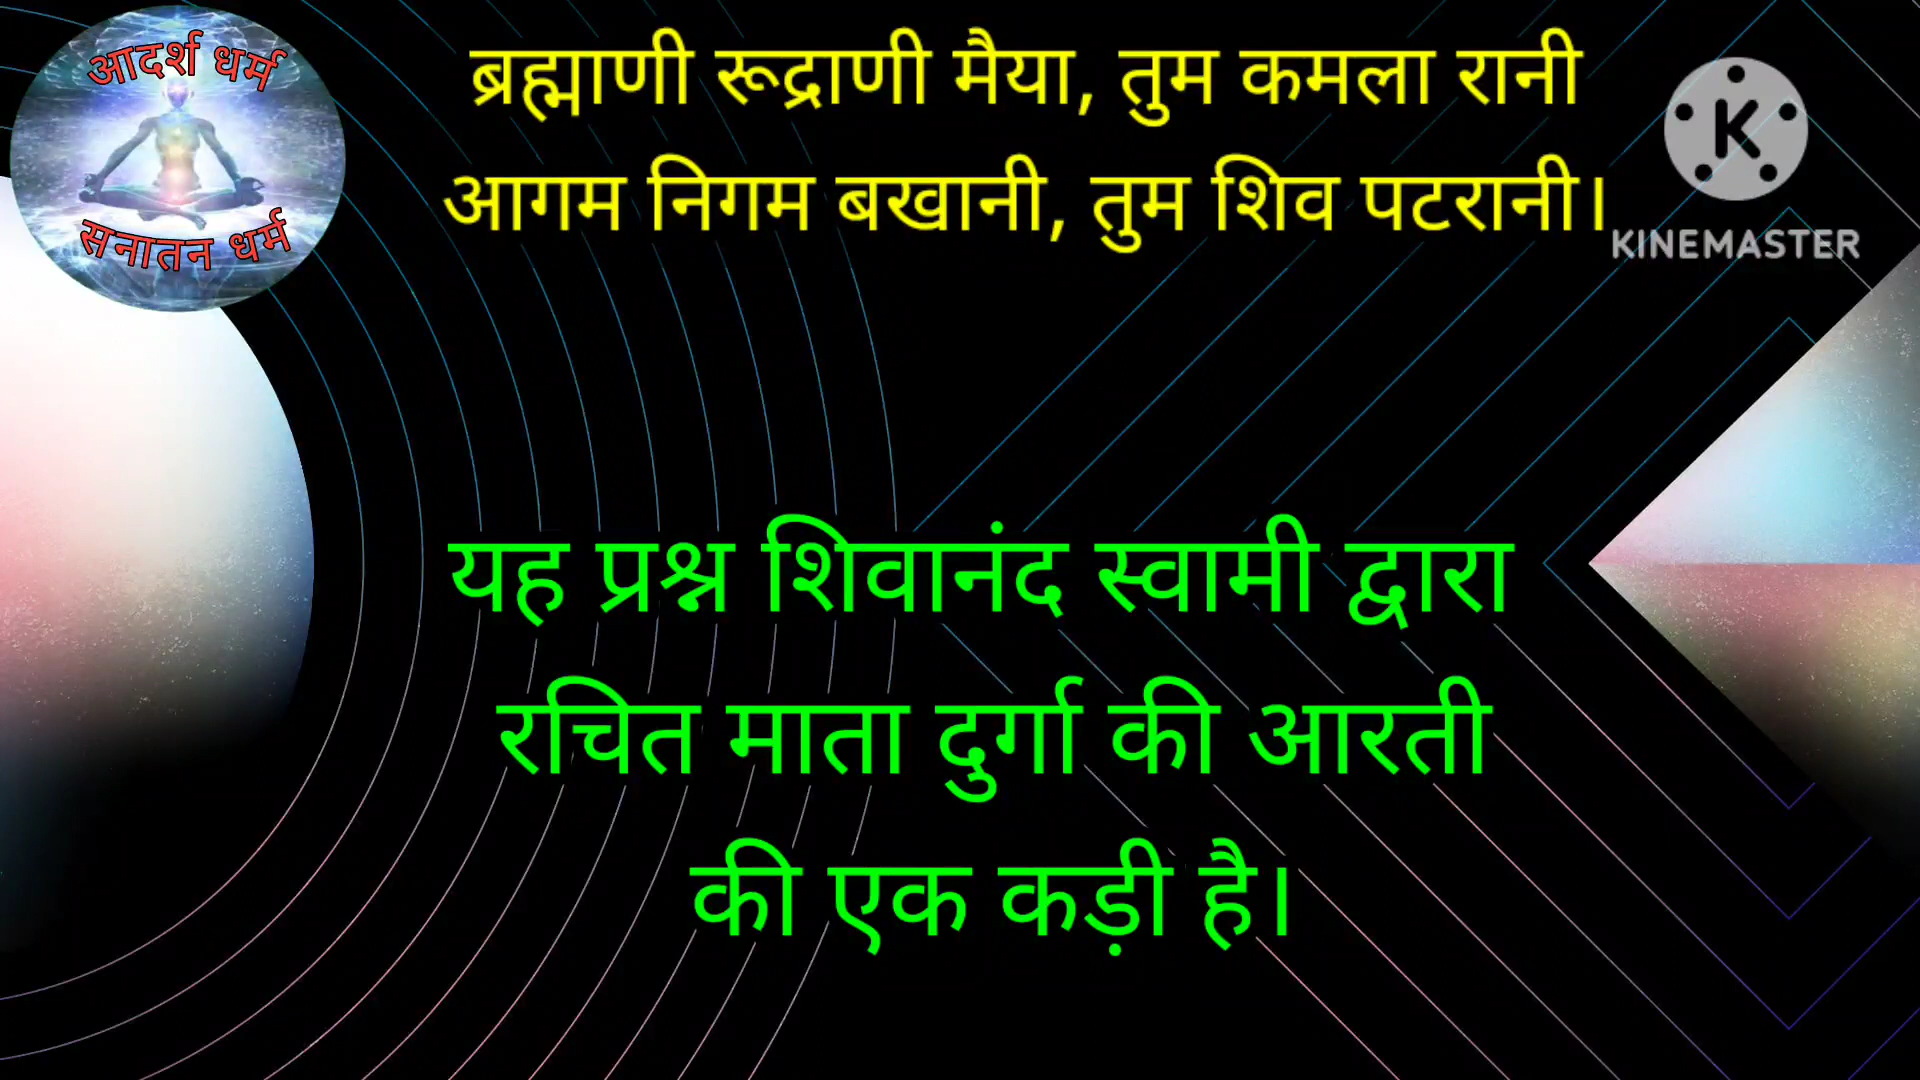 आदर्श धर्म
सनातन धर्म
ब्रह्माणी रूद्राणी मैया, तुम कमला रानी
आगम निगम बखानी, तुम शिव पटरानी।
K
KINEMASTER
यह प्रश्न शिवानंद स्वामी द्वारा
रचित माता दुर्गा की आरती
की एक कड़ी है।